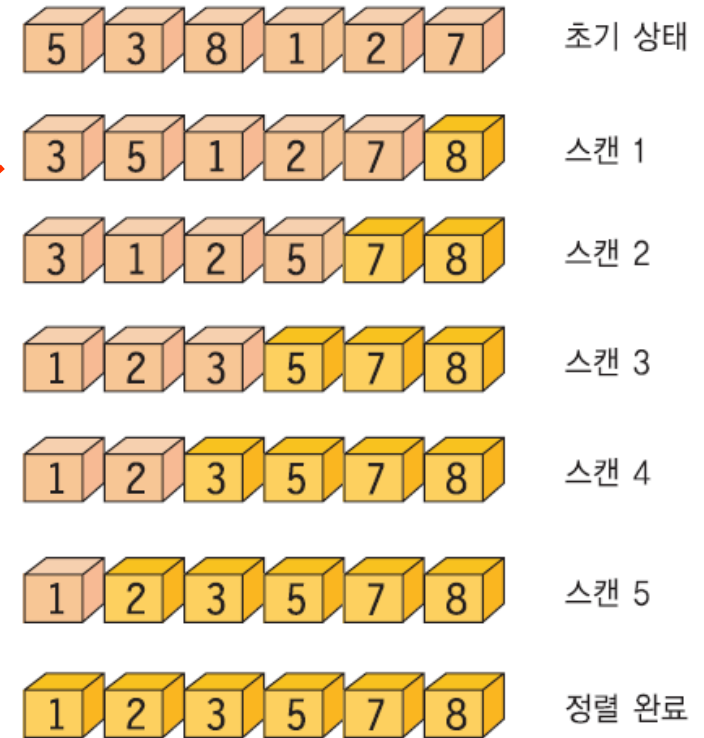 5 3 8 1 2 7 초기 상태
3 5 1 2 7 8 스캔 1
3 1 2 5 7 8 스캔 2
1 2 3 5 7 8 스캔 3
1 2 3 5 7 8 스캔 4
1 2 3 5 7 8 스캔 5
1 2 3 5 7 8 정렬 완료